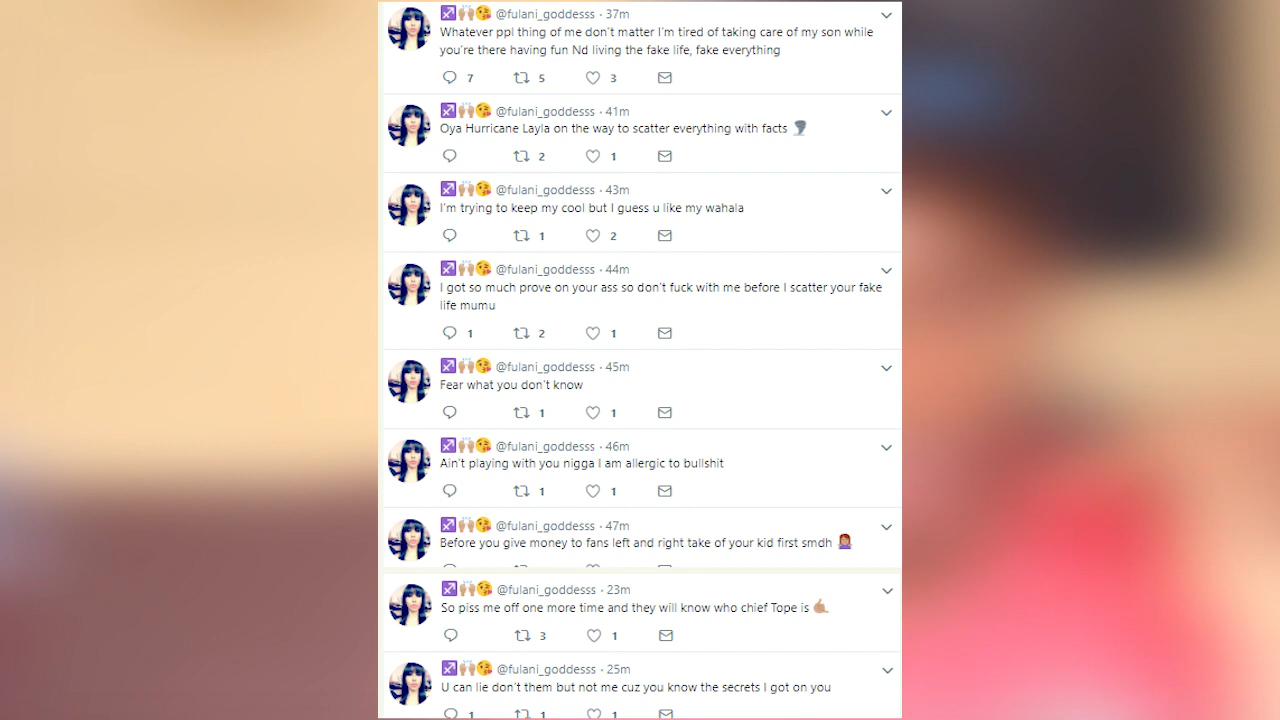 ♐🙌🏽😘 @fulani_goddesss · 37m
Whatever ppl thing of me don't matter I'm tired of taking care of my son while
you're there having fun Nd living the fake life, fake everything
7 5 3
♐🙌🏽😘 @fulani_goddesss · 41m
Oya Hurricane Layla on the way to scatter everything with facts 🌪
2 1
♐🙌🏽😘 @fulani_goddesss · 43m
I'm trying to keep my cool but I guess u like my wahala
1 2
♐🙌🏽😘 @fulani_goddesss · 44m
I got so much prove on your ass so don't fuck with me before I scatter your fake
life mumu
1 2 1
♐🙌🏽😘 @fulani_goddesss · 45m
Fear what you don't know
1 1
♐🙌🏽😘 @fulani_goddesss · 46m
Ain't playing with you nigga I am allergic to bullshit
1 1
♐🙌🏽😘 @fulani_goddesss · 47m
Before you give money to fans left and right take of your kid first smdh 🤦🏽‍♀️
♐🙌🏽😘 @fulani_goddesss · 23m
So piss me off one more time and they will know who chief Tope is 🤙🏽
3 1
♐🙌🏽😘 @fulani_goddesss · 25m
U can lie don't them but not me cuz you know the secrets I got on you
1 1 1